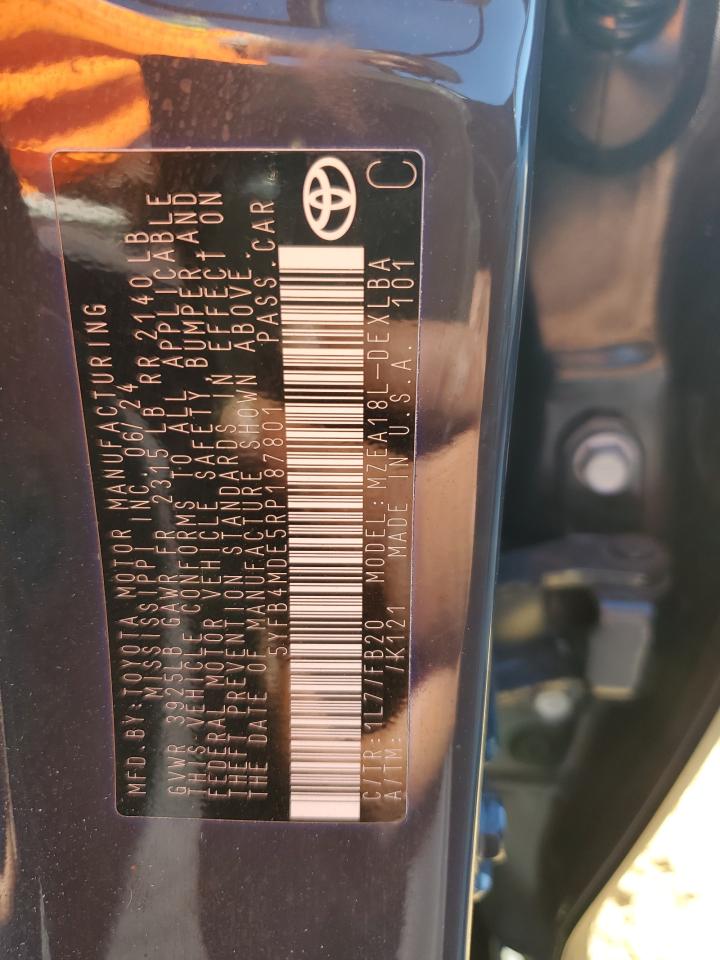 MFD. BY: TOYOTA MOTOR MANUFACTURING
MISSISSIPPI INC. 06/24
GVWR 3925LB GAWR FR 2315 LB RR 2140 LB
THIS VEHICLE CONFORMS TO ALL APPLICABLE
FEDERAL MOTOR VEHICLE SAFETY BUMPER AND
THEFT PREVENTION STANDARDS IN EFFECT ON
THE DATE OF MANUFACTURE SHOWN ABOVE.
5YFB4MDE5RP187801 PASS. CAR
C/TR: 1L7/FB20 MODEL: MZEA18L-DEXLBA
A/TM: /K121 MADE IN U.S.A. 101
C